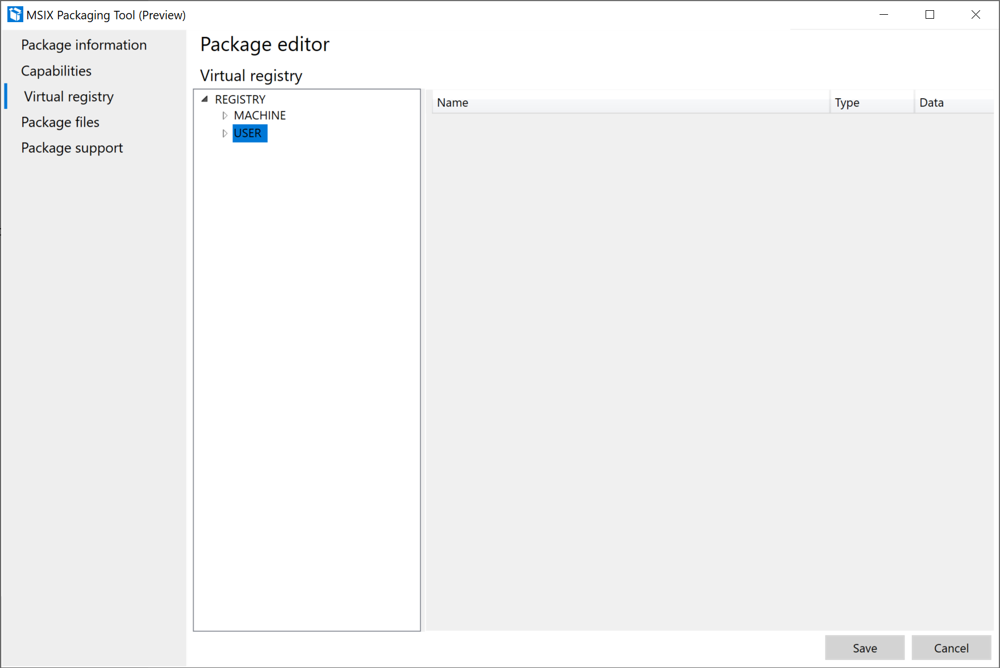 MSIX Packaging Tool (Preview)
Package information
Capabilities
Virtual registry
Package files
Package support
Package editor
Virtual registry
REGISTRY
MACHINE
USER
Name Type Data
Save Cancel